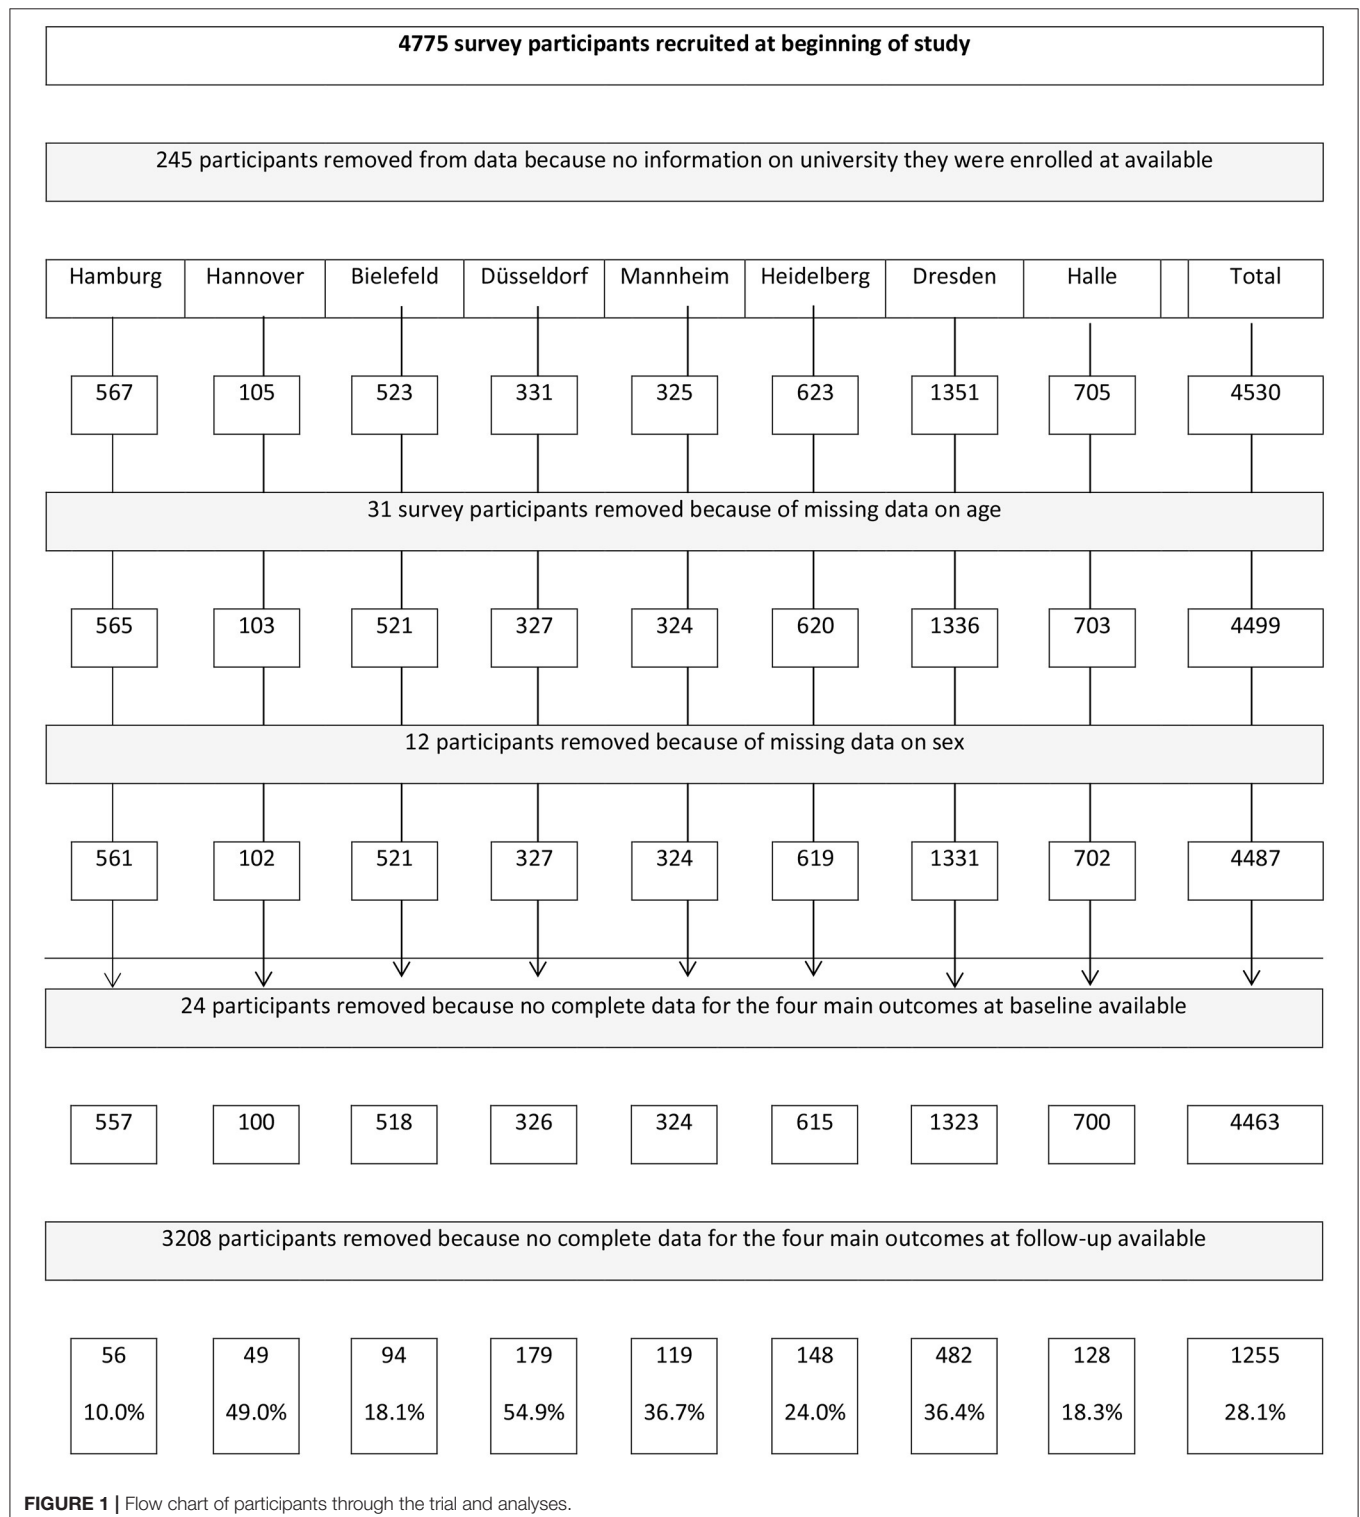 4775 survey participants recruited at beginning of study
245 participants removed from data because no information on university they were enrolled at available
Hamburg Hannover Bielefeld Düsseldorf Mannheim Heidelberg Dresden Halle Total
567 105 523 331 325 623 1351 705 4530
31 survey participants removed because of missing data on age
565 103 521 327 324 620 1336 703 4499
12 participants removed because of missing data on sex
561 102 521 327 324 619 1331 702 4487
24 participants removed because no complete data for the four main outcomes at baseline available
557 100 518 326 324 615 1323 700 4463
3208 participants removed because no complete data for the four main outcomes at follow-up available
56 49 94 179 119 148 482 128 1255
10.0% 49.0% 18.1% 54.9% 36.7% 24.0% 36.4% 18.3% 28.1%
FIGURE 1 | Flow chart of participants through the trial and analyses.